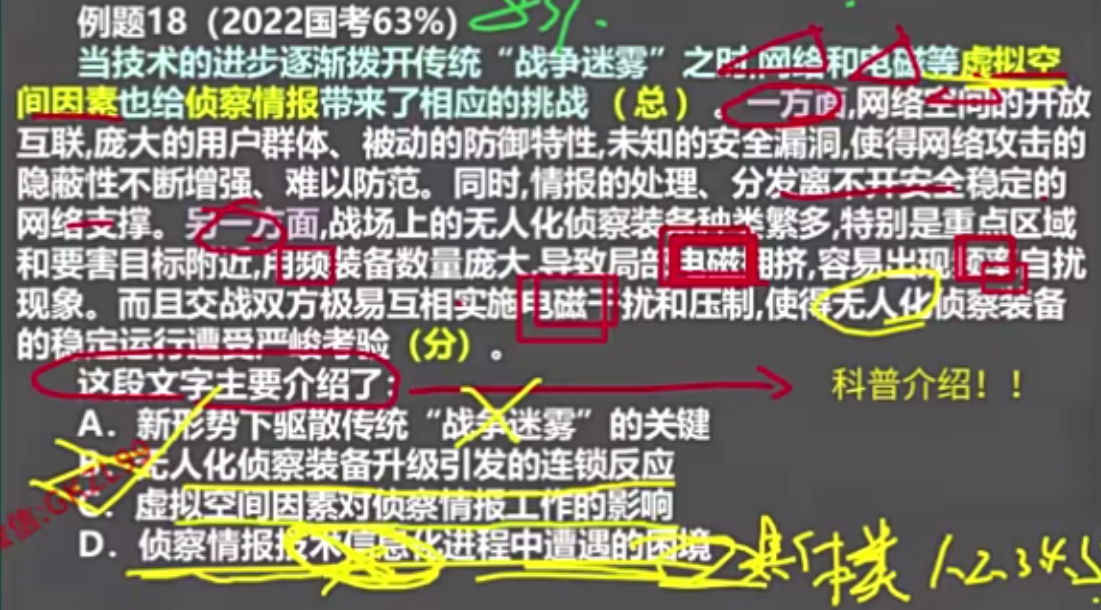 例题18（2022国考63%）
当技术的进步逐渐拨开传统“战争迷雾”之时,网络和电磁等虚拟空
间因素也给侦察情报带来了相应的挑战（总）。一方面,网络空间的开放
互联,庞大的用户群体、被动的防御特性,未知的安全漏洞,使得网络攻击的
隐蔽性不断增强、难以防范。同时,情报的处理、分发离不开安全稳定的
网络支撑。另一方面,战场上的无人化侦察装备种类繁多,特别是重点区域
和要害目标附近,用频装备数量庞大,导致局部电磁拥挤,容易出现频率自扰
现象。而且交战双方极易互相实施电磁干扰和压制,使得无人化侦察装备
的稳定运行遭受严峻考验（分）。
这段文字主要介绍了:
科普介绍！！
A．新形势下驱散传统“战争迷雾”的关键
B．无人化侦察装备升级引发的连锁反应
C．虚拟空间因素对侦察情报工作的影响
D．侦察情报技术信息化进程中遭遇的困境
具体类 1.2.3.4.5